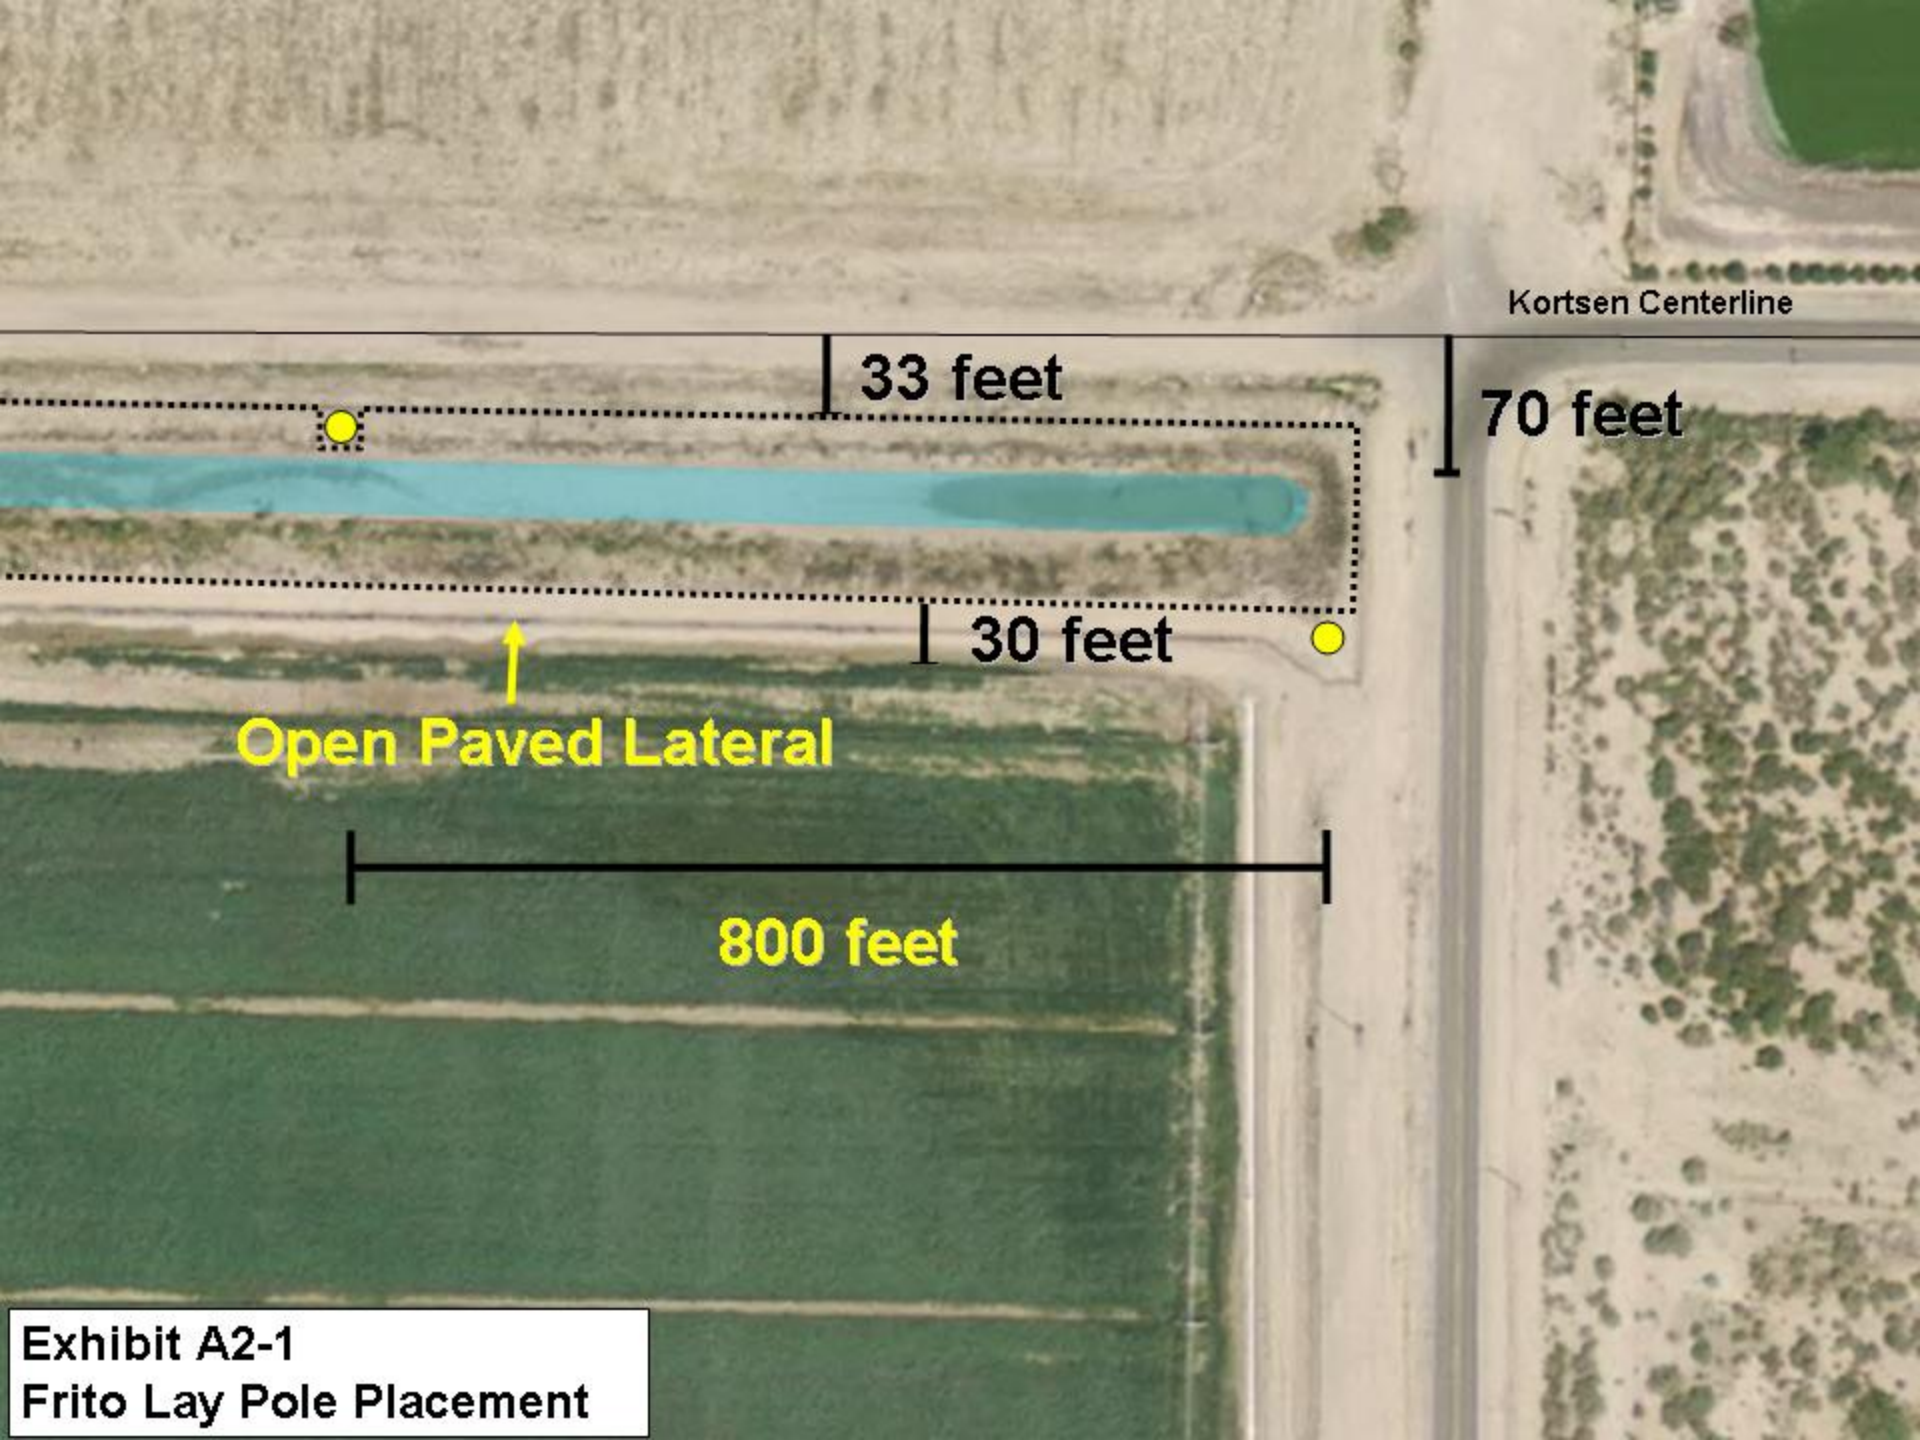 Kortsen Centerline
33 feet
70 feet
30 feet
Open Paved Lateral
800 feet
Exhibit A2-1
Frito Lay Pole Placement